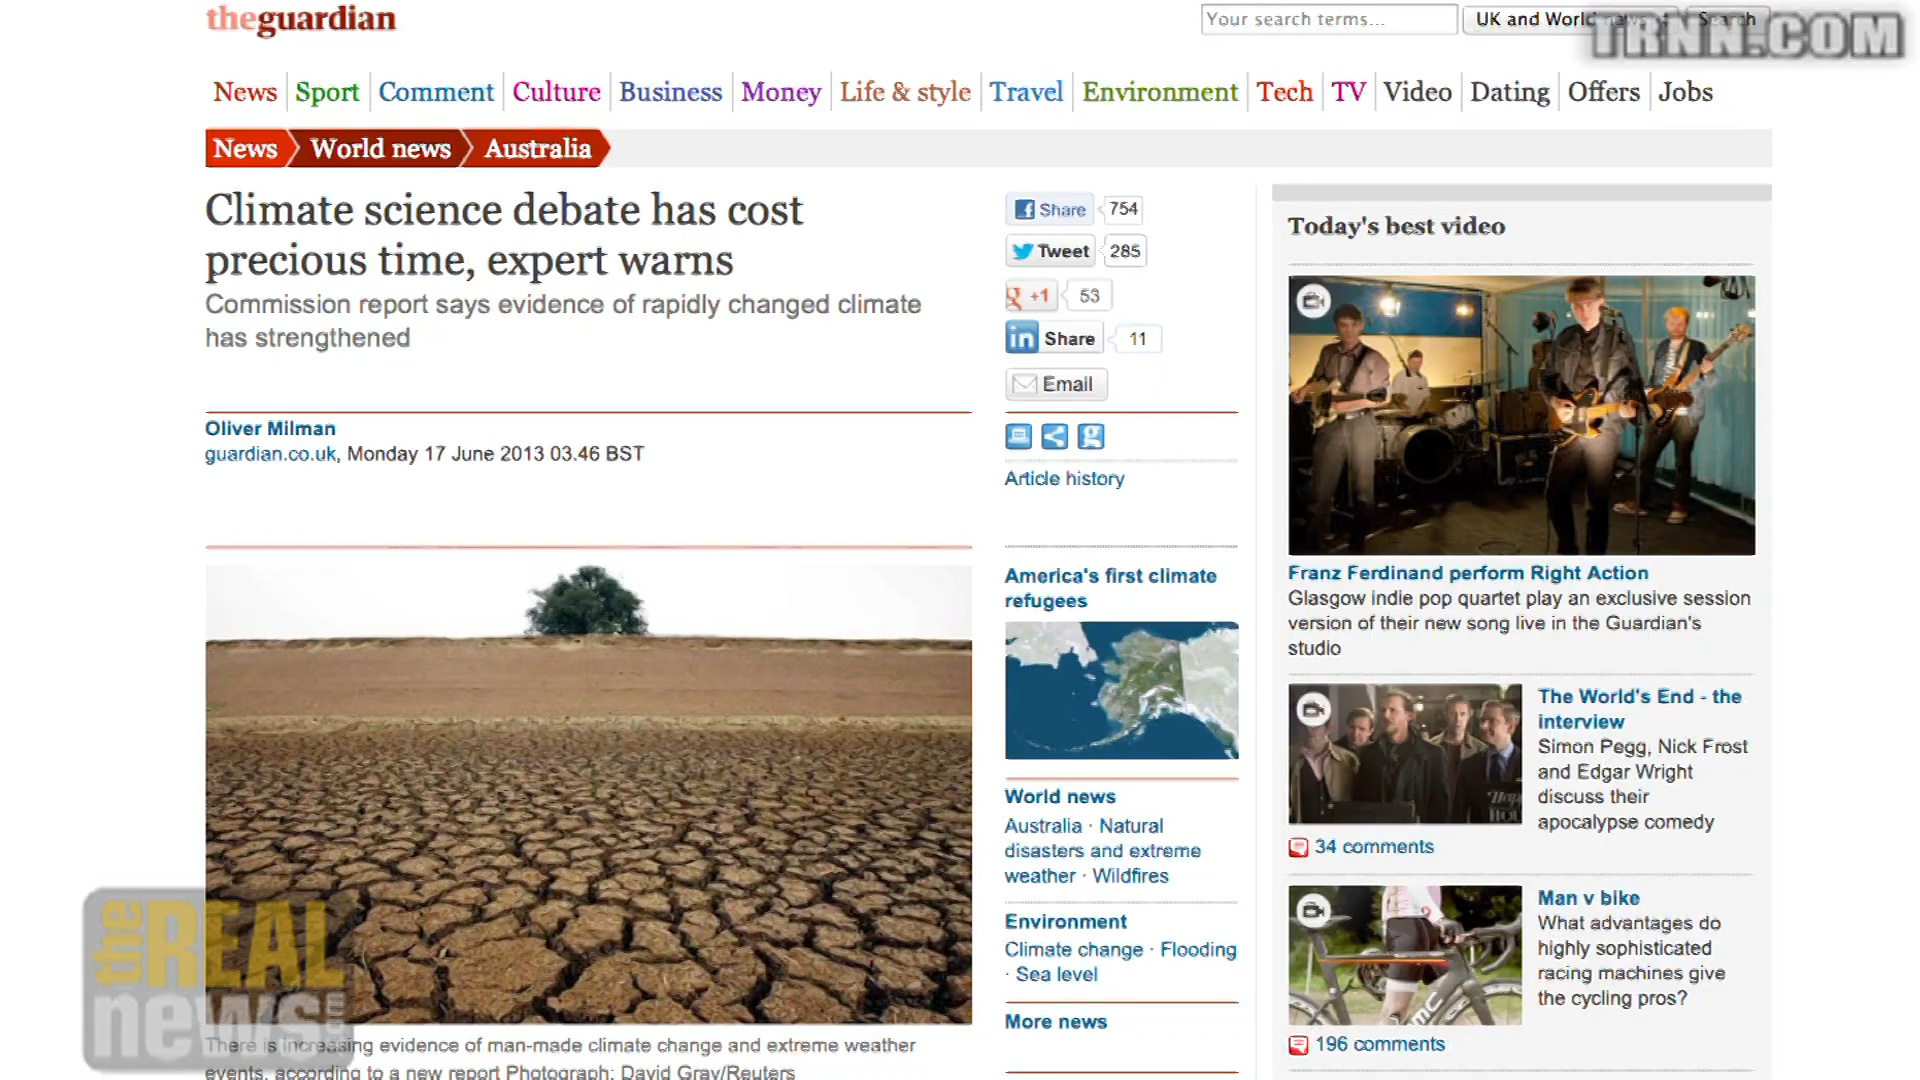 theguardian
Your search terms...
UK and World news
Search
TRNN.COM
News Sport Comment Culture Business Money Life & style Travel Environment Tech TV Video Dating Offers Jobs
News World news Australia
Climate science debate has cost
precious time, expert warns
Commission report says evidence of rapidly changed climate
has strengthened
Oliver Milman
guardian.co.uk, Monday 17 June 2013 03.46 BST
There is increasing evidence of man-made climate change and extreme weather
events, according to a new report Photograph: David Gray/Reuters
Share 754
Tweet 285
+1 53
in Share 11
Email
Article history
America's first climate
refugees
World news
Australia · Natural
disasters and extreme
weather · Wildfires
Environment
Climate change · Flooding
· Sea level
More news
Today's best video
Franz Ferdinand perform Right Action
Glasgow indie pop quartet play an exclusive session
version of their new song live in the Guardian's
studio
The World's End - the
interview
Simon Pegg, Nick Frost
and Edgar Wright
discuss their
apocalypse comedy
34 comments
Man v bike
What advantages do
highly sophisticated
racing machines give
the cycling pros?
196 comments
the REAL
news